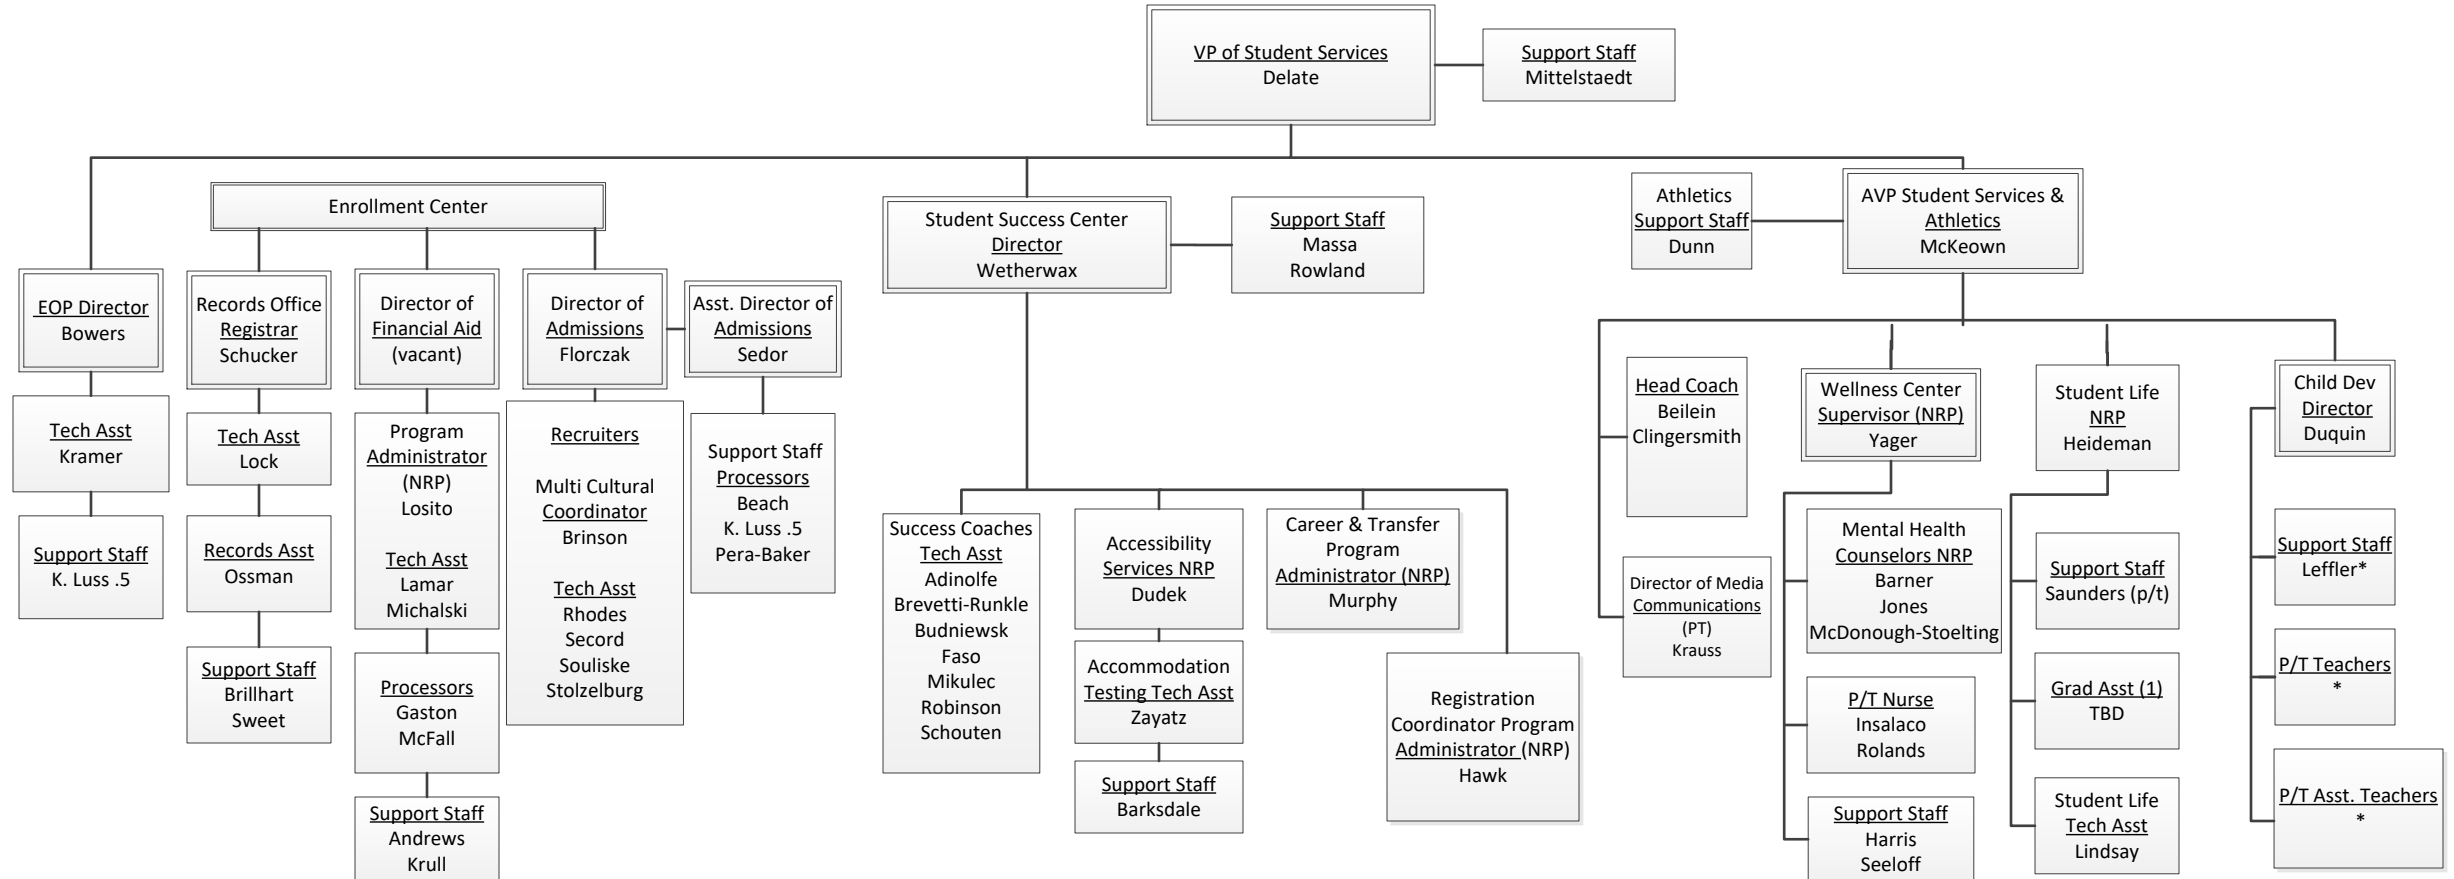 VP of Student Services
Delate
Support Staff
Mittelstaedt
Enrollment Center
EOP Director
Bowers
Tech Asst
Kramer
Support Staff
K. Luss .5
Records Office
Registrar
Schucker
Tech Asst
Lock
Records Asst
Ossman
Support Staff
Brillhart
Sweet
Director of
Financial Aid
(vacant)
Program
Administrator
(NRP)
Losito
Tech Asst
Lamar
Michalski
Processors
Gaston
McFall
Support Staff
Andrews
Krull
Director of
Admissions
Florczak
Recruiters
Multi Cultural
Coordinator
Brinson
Tech Asst
Rhodes
Secord
Souliske
Stolzelburg
Asst. Director of
Admissions
Sedor
Support Staff
Processors
Beach
K. Luss .5
Pera-Baker
Student Success Center
Director
Wetherwax
Support Staff
Massa
Rowland
Success Coaches
Tech Asst
Adinolfe
Brevetti-Runkle
Budniewsk
Faso
Mikulec
Robinson
Schouten
Accessibility
Services NRP
Dudek
Accommodation
Testing Tech Asst
Zayatz
Support Staff
Barksdale
Career & Transfer
Program
Administrator (NRP)
Murphy
Registration
Coordinator Program
Administrator (NRP)
Hawk
Athletics
Support Staff
Dunn
AVP Student Services &
Athletics
McKeown
Head Coach
Beilein
Clingersmith
Director of Media
Communications
(PT)
Krauss
Wellness Center
Supervisor (NRP)
Yager
Mental Health
Counselors NRP
Barner
Jones
McDonough-Stoelting
P/T Nurse
Insalaco
Rolands
Support Staff
Harris
Seeloff
Student Life
NRP
Heideman
Support Staff
Saunders (p/t)
Grad Asst (1)
TBD
Student Life
Tech Asst
Lindsay
Child Dev
Director
Duquin
Support Staff
Leffler*
P/T Teachers
*
P/T Asst. Teachers
*